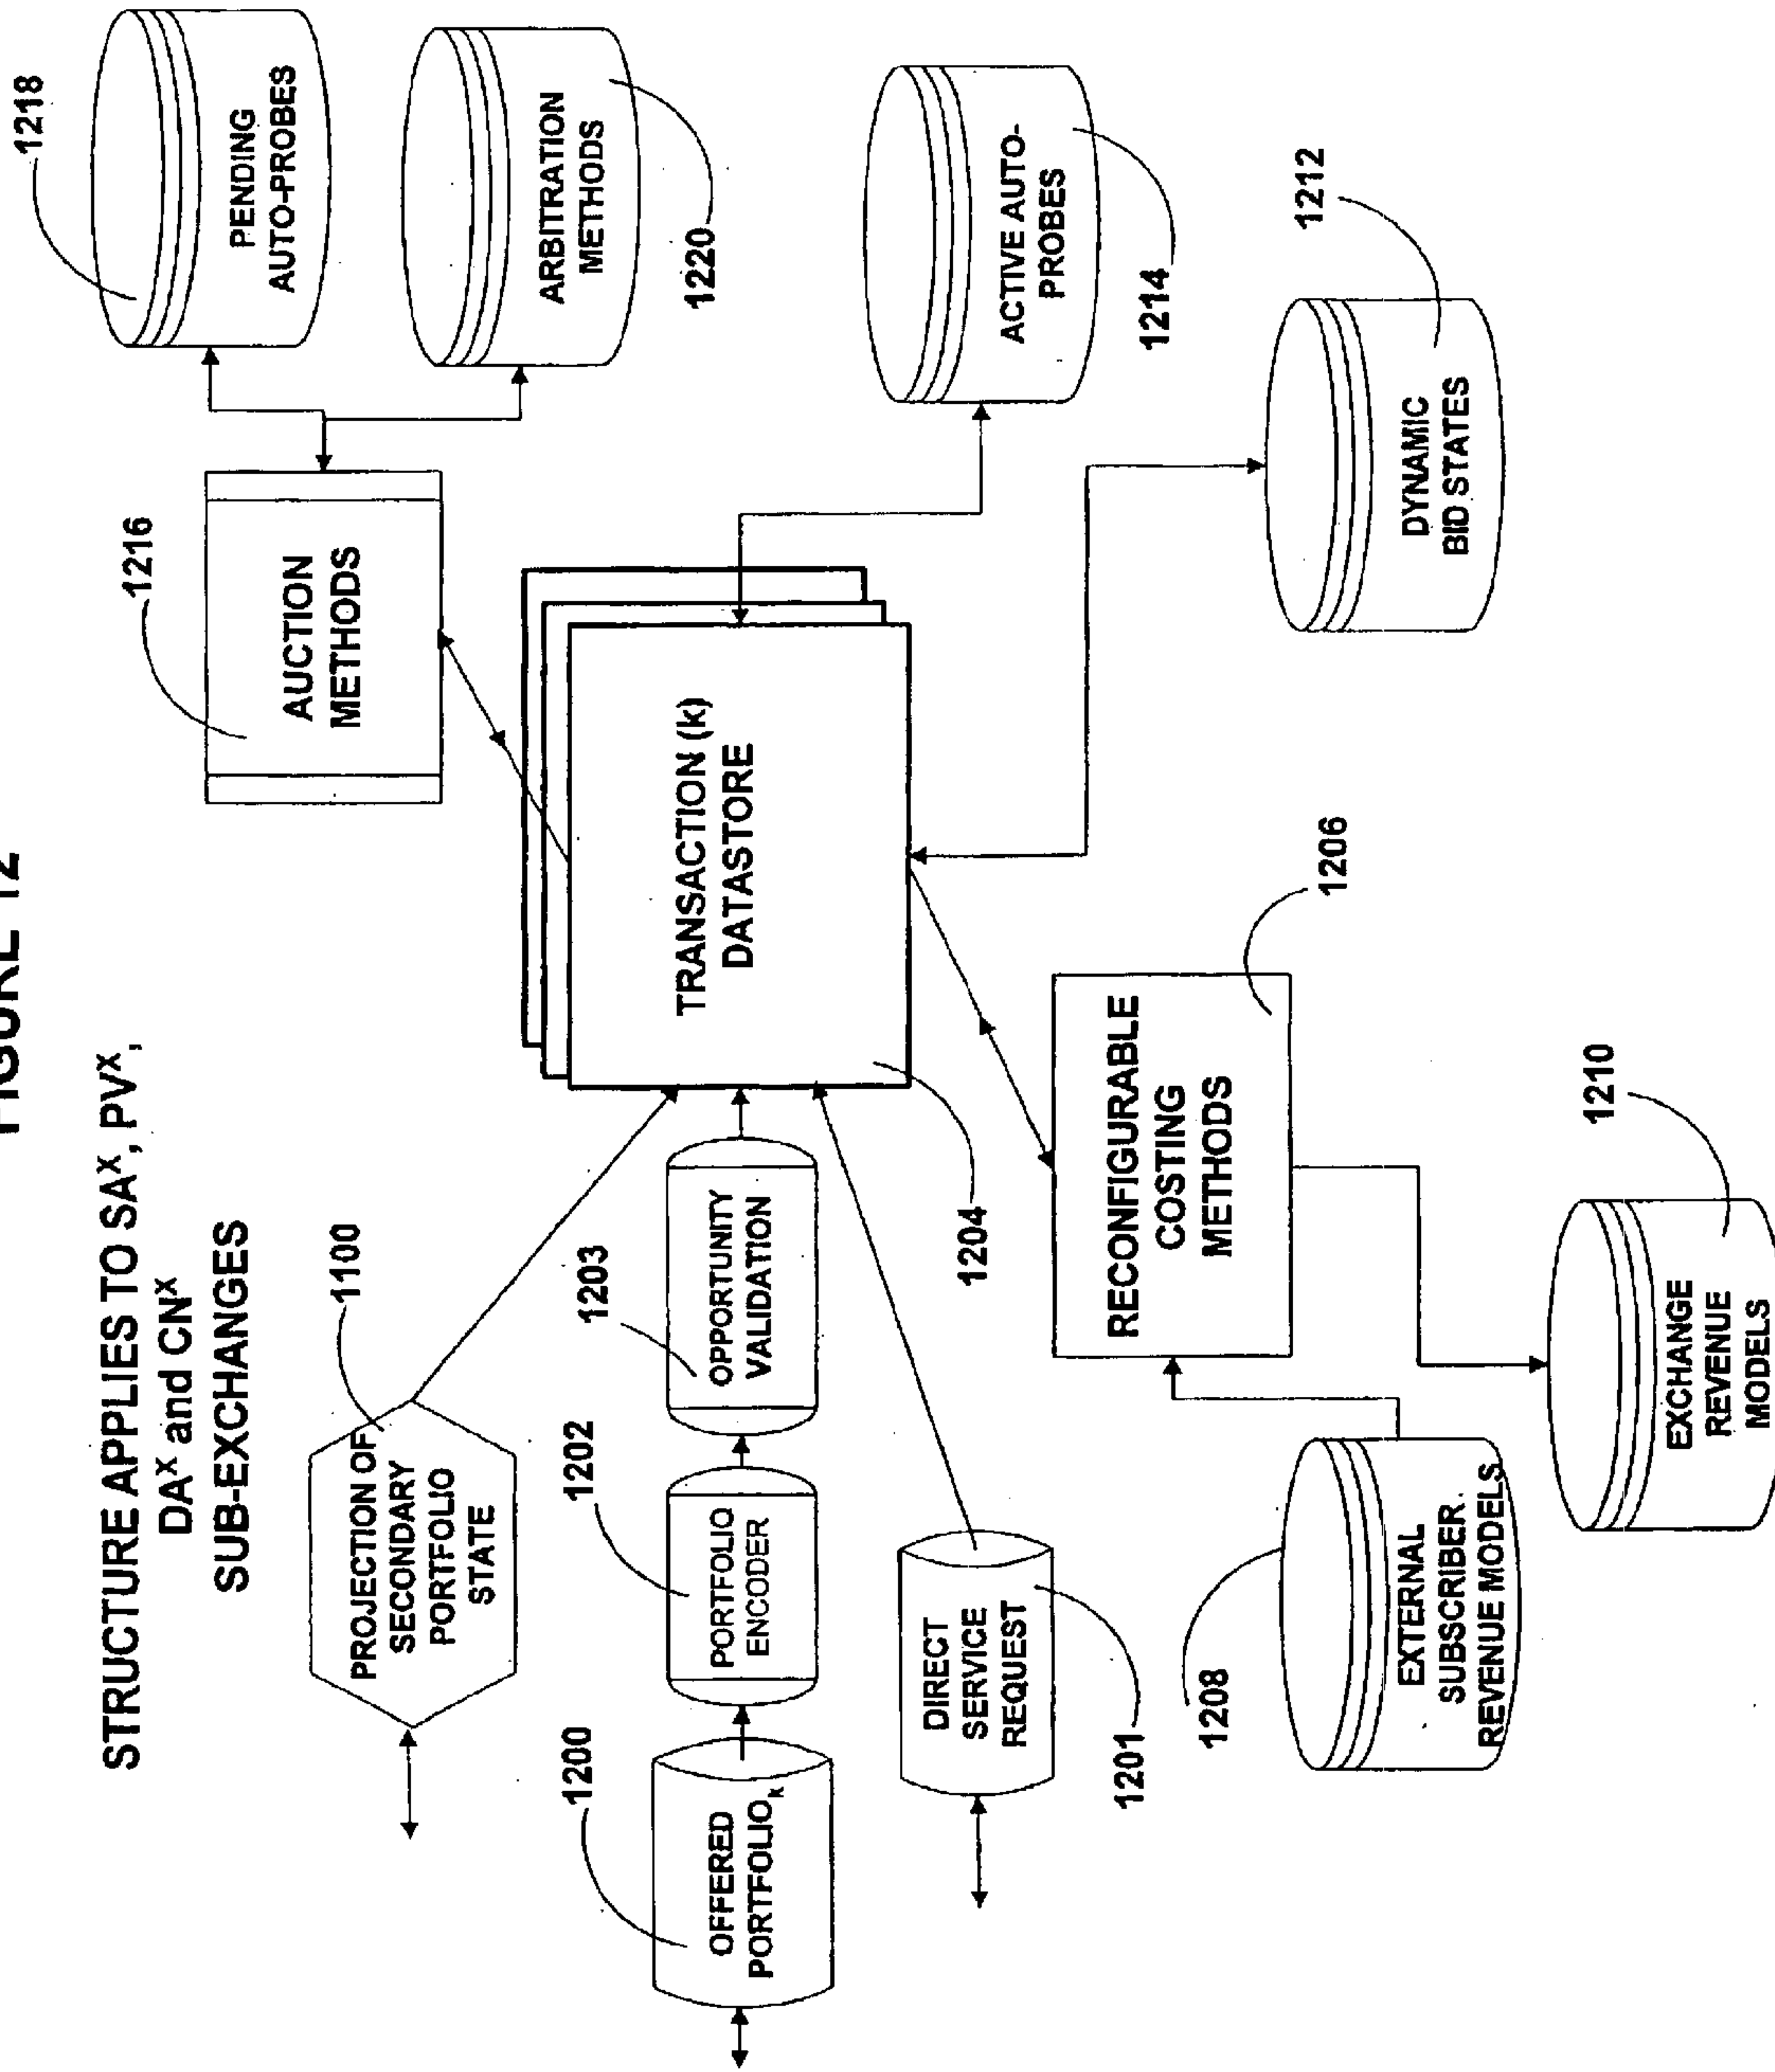 FIGURE 12
STRUCTURE APPLIES TO SAˣ, PVˣ,
DAˣ and CNˣ
SUB-EXCHANGES
1100
PROJECTION OF
SECONDARY
PORTFOLIO
STATE
1200
OFFERED
PORTFOLIOₖ
1202
PORTFOLIO
ENCODER
1203
OPPORTUNITY
VALIDATION
DIRECT
SERVICE
REQUEST
1201
1204
TRANSACTION (k)
DATASTORE
1216
AUCTION
METHODS
1218
PENDING
AUTO-PROBES
ARBITRATION
METHODS
1220
ACTIVE AUTO-
PROBES
1214
1212
DYNAMIC
BID STATES
1206
RECONFIGURABLE
COSTING
METHODS
1208
EXTERNAL
SUBSCRIBER
REVENUE MODELS
1210
EXCHANGE
REVENUE
MODELS